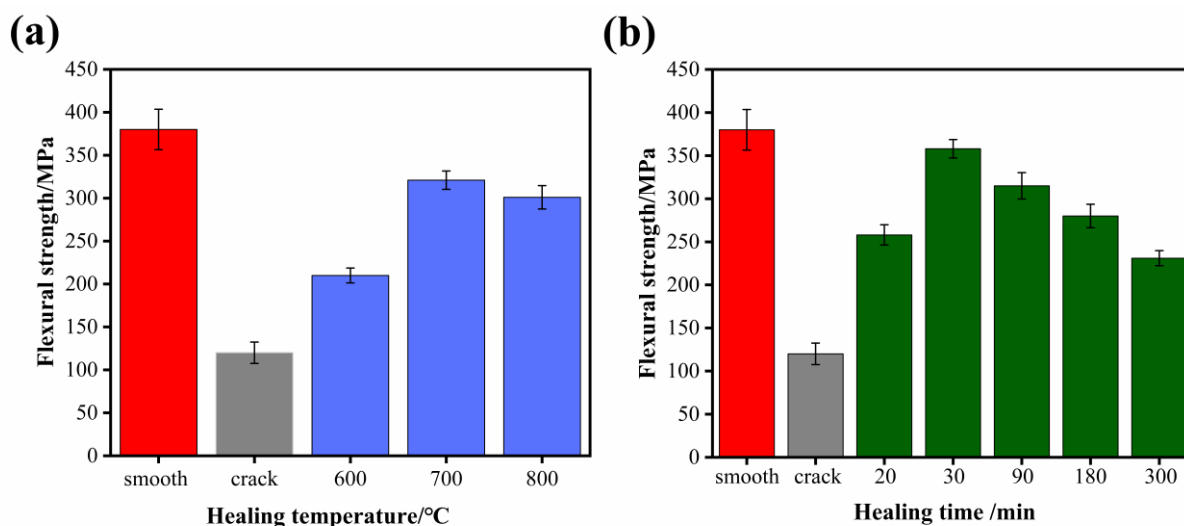 (a)
Flexural strength/MPa
450
400
350
300
250
200
150
100
50
0
smooth crack 600 700 800
Healing temperature/°C
(b)
Flexural strength/MPa
450
400
350
300
250
200
150
100
50
0
smooth crack 20 30 90 180 300
Healing time /min